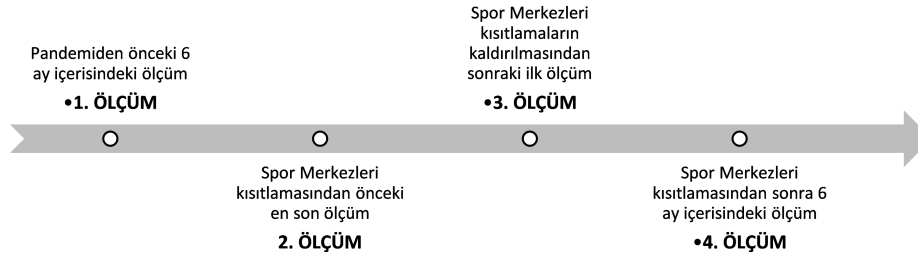 Pandemiden önceki 6
ay içerisindeki ölçüm
•1. ÖLÇÜM
Spor Merkezleri
kısıtlamasından önceki
en son ölçüm
2. ÖLÇÜM
Spor Merkezleri
kısıtlamaların
kaldırılmasından
sonraki ilk ölçüm
•3. ÖLÇÜM
Spor Merkezleri
kısıtlamasından sonra 6
ay içerisindeki ölçüm
•4. ÖLÇÜM